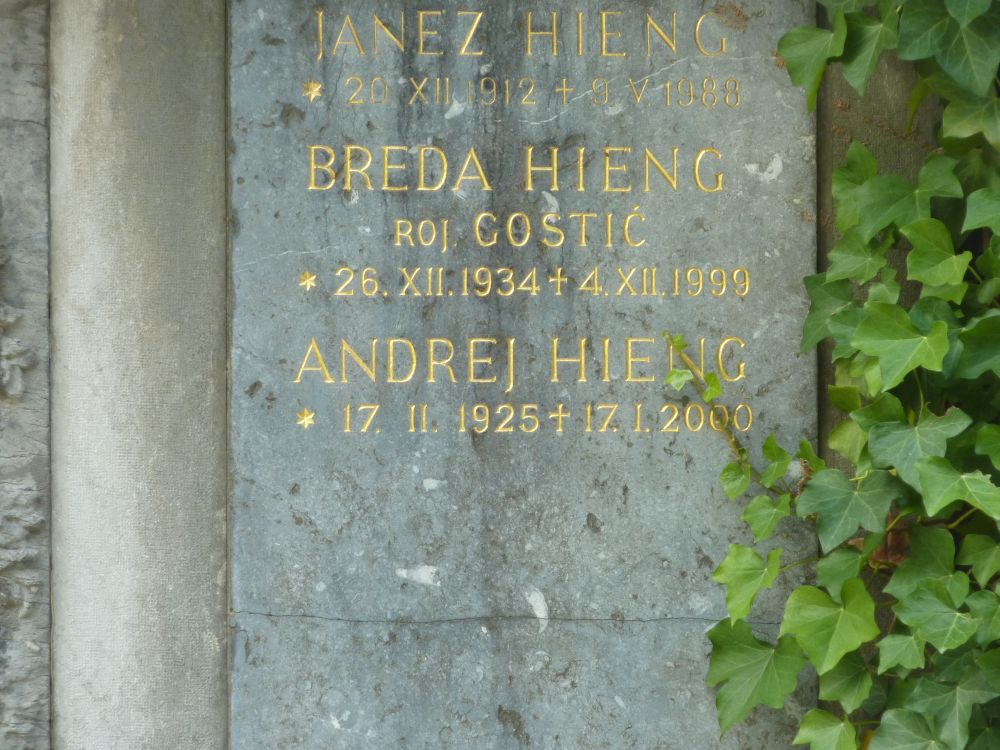 JANEZ HIENG
* 20 XII 1912 + 9 V 1988
BREDA HIENG
ROJ. GOSTIĆ
* 26. XII. 1934 + 4. XII. 1999
ANDREJ HIENG
* 17. II. 1925 + 17. I. 2000